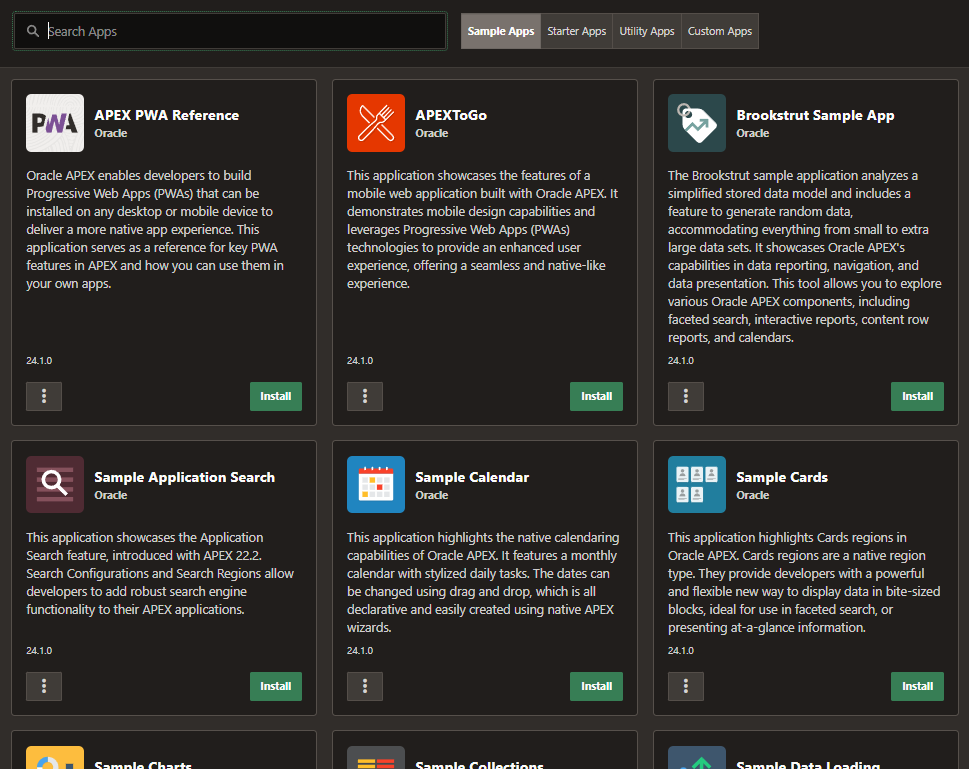 Search Apps
Sample Apps
Starter Apps
Utility Apps
Custom Apps
PWA
APEX PWA Reference
Oracle
Oracle APEX enables developers to build
Progressive Web Apps (PWAs) that can be
installed on any desktop or mobile device to
deliver a more native app experience. This
application serves as a reference for key PWA
features in APEX and how you can use them in
your own apps.
24.1.0
Install
APEXToGo
Oracle
This application showcases the features of a
mobile web application built with Oracle APEX. It
demonstrates mobile design capabilities and
leverages Progressive Web Apps (PWAs)
technologies to provide an enhanced user
experience, offering a seamless and native-like
experience.
24.1.0
Install
Brookstrut Sample App
Oracle
The Brookstrut sample application analyzes a
simplified stored data model and includes a
feature to generate random data,
accommodating everything from small to extra
large data sets. It showcases Oracle APEX's
capabilities in data reporting, navigation, and
data presentation. This tool allows you to explore
various Oracle APEX components, including
faceted search, interactive reports, content row
reports, and calendars.
24.1.0
Install
Sample Application Search
Oracle
This application showcases the Application
Search feature, introduced with APEX 22.2.
Search Configurations and Search Regions allow
developers to add robust search engine
functionality to their APEX applications.
24.1.0
Install
Sample Calendar
Oracle
This application highlights the native calendaring
capabilities of Oracle APEX. It features a monthly
calendar with stylized daily tasks. The dates can
be changed using drag and drop, which is all
declarative and easily created using native APEX
wizards.
24.1.0
Install
Sample Cards
Oracle
This application highlights Cards regions in
Oracle APEX. Cards regions are a native region
type. They provide developers with a powerful
and flexible new way to display data in bite-sized
blocks, ideal for use in faceted search, or
presenting at-a-glance information.
24.1.0
Install
Sample Charts
Sample Collections
Sample Data Loading